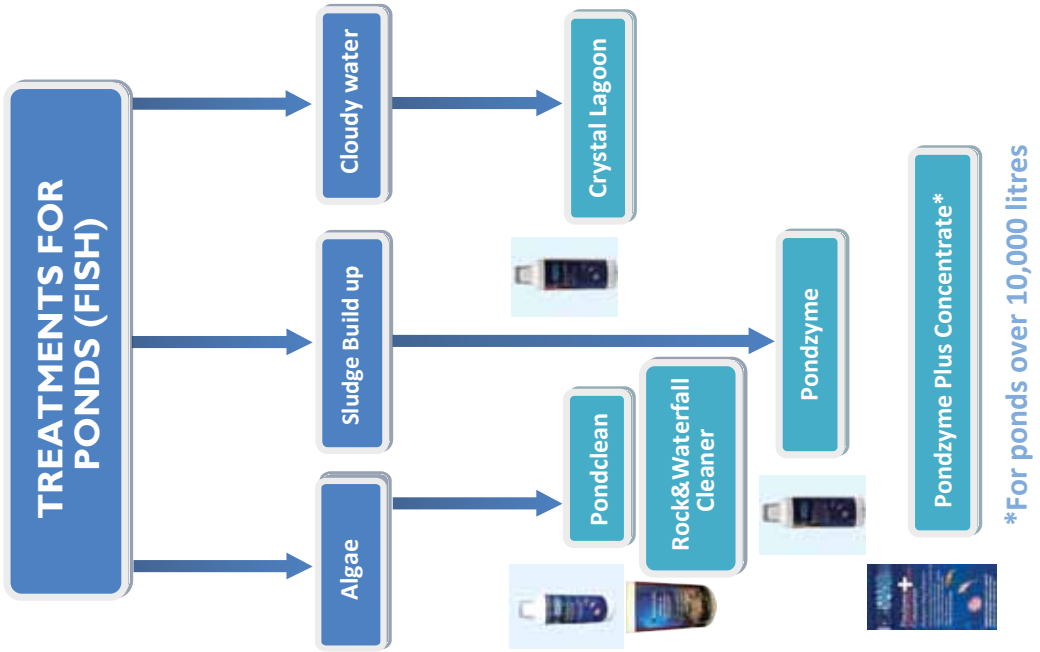 TREATMENTS FOR
PONDS (FISH)
Algae
Sludge Build up
Cloudy water
Pondclean
Rock&Waterfall
Cleaner
Crystal Lagoon
Pondzyme
Pondzyme Plus Concentrate*
*For ponds over 10,000 litres